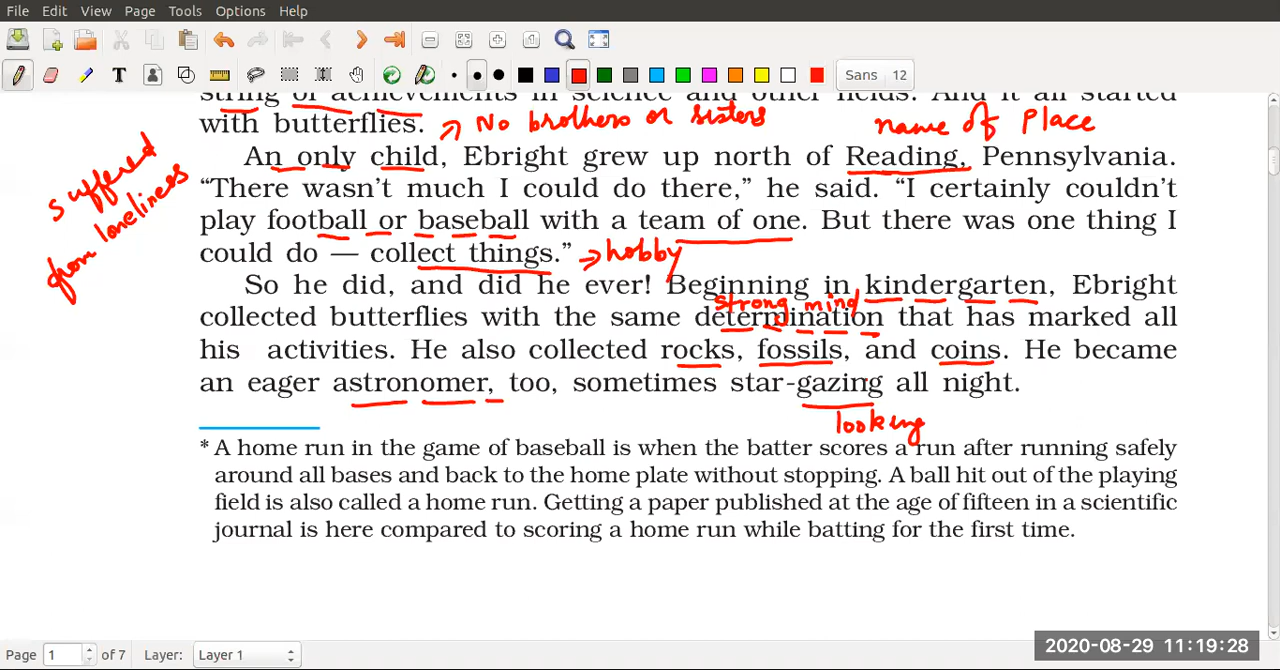 File Edit View Page Tools Options Help
T Sans 12
string of achievements in science and other fields. And it all started
with butterflies. → No brothers or sisters name of Place
suffered from loneliness
An only child, Ebright grew up north of Reading, Pennsylvania.
“There wasn’t much I could do there,” he said. “I certainly couldn’t
play football or baseball with a team of one. But there was one thing I
could do — collect things.” → hobby
So he did, and did he ever! Beginning in kindergarten, Ebright
strong mind
collected butterflies with the same determination that has marked all
his activities. He also collected rocks, fossils, and coins. He became
an eager astronomer, too, sometimes star-gazing all night.
looking
* A home run in the game of baseball is when the batter scores a run after running safely
around all bases and back to the home plate without stopping. A ball hit out of the playing
field is also called a home run. Getting a paper published at the age of fifteen in a scientific
journal is here compared to scoring a home run while batting for the first time.
Page 1 of 7 Layer: Layer 1
2020-08-29 11:19:28